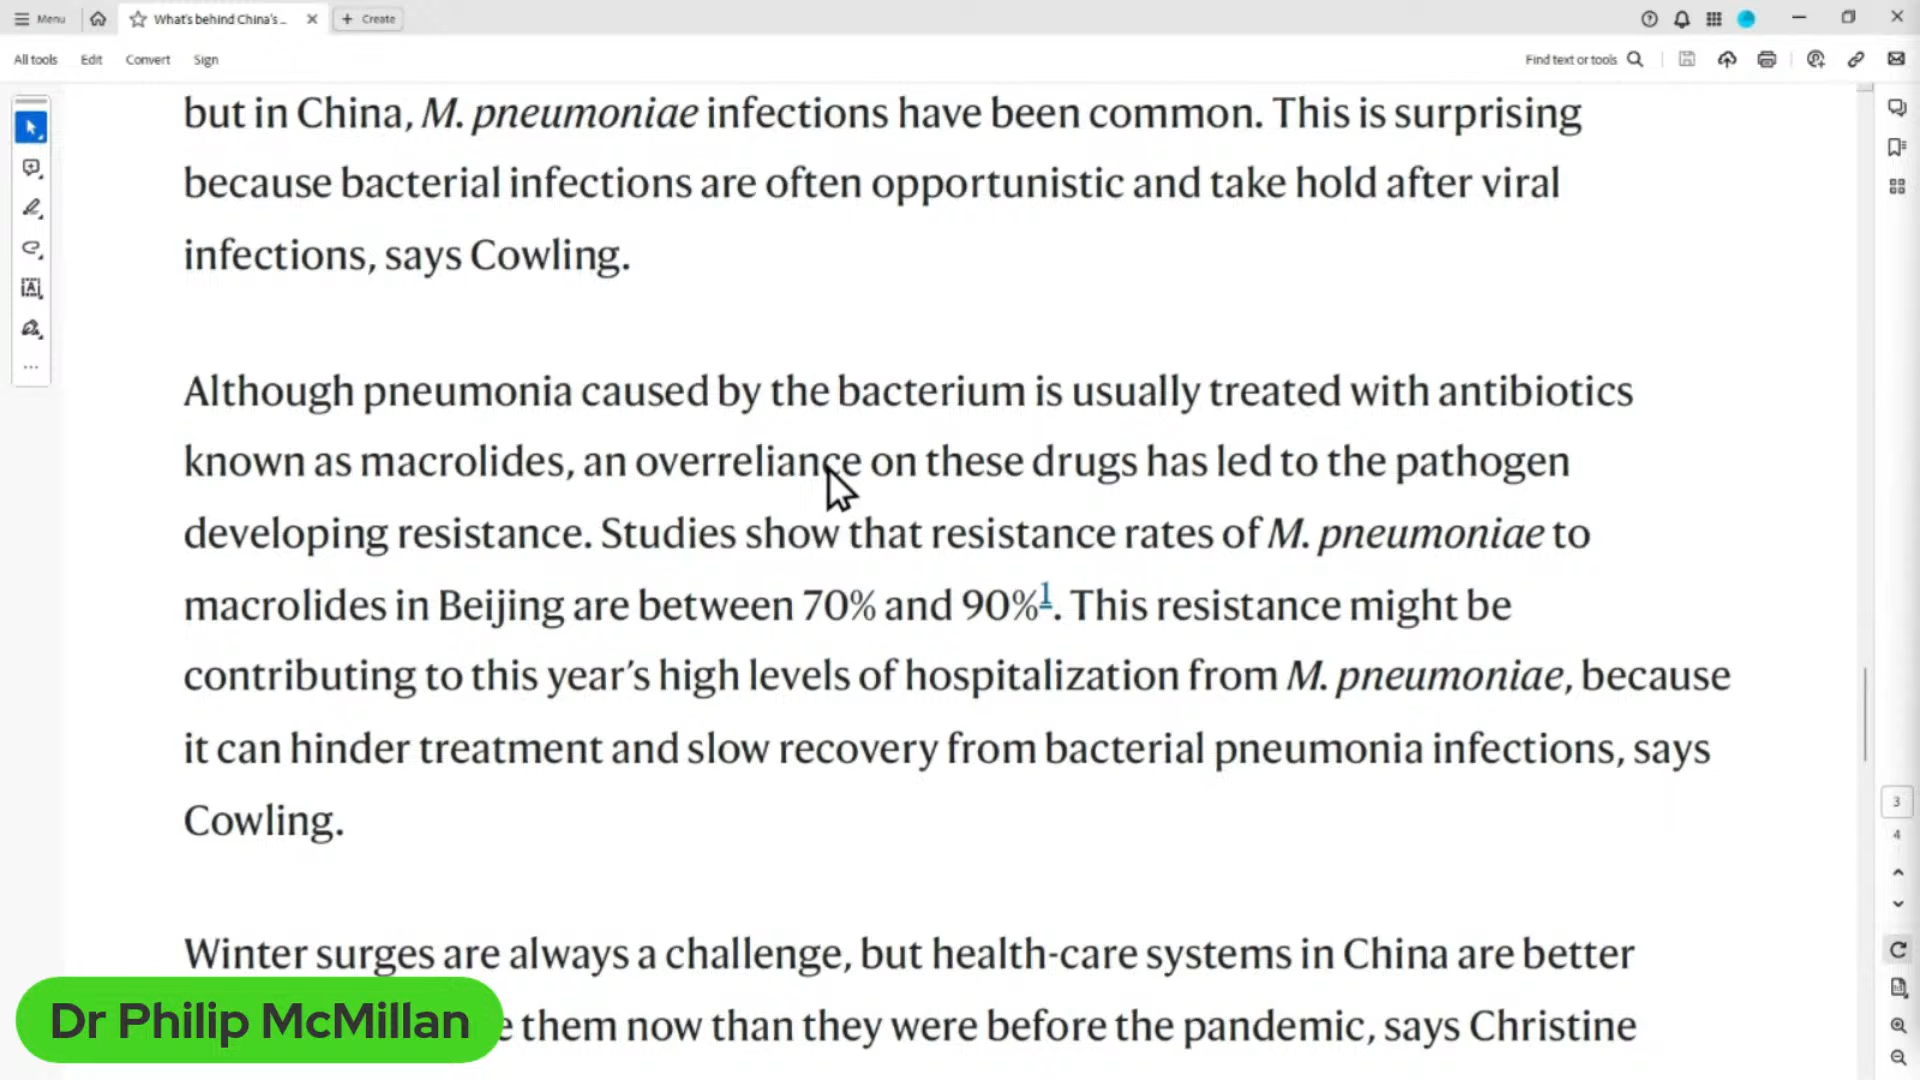 Menu
What's behind China's ...
Create
All tools
Edit
Convert
Sign
Find text or tools
but in China, M. pneumoniae infections have been common. This is surprising
because bacterial infections are often opportunistic and take hold after viral
infections, says Cowling.
Although pneumonia caused by the bacterium is usually treated with antibiotics
known as macrolides, an overreliance on these drugs has led to the pathogen
developing resistance. Studies show that resistance rates of M. pneumoniae to
macrolides in Beijing are between 70% and 90%1. This resistance might be
contributing to this year’s high levels of hospitalization from M. pneumoniae, because
it can hinder treatment and slow recovery from bacterial pneumonia infections, says
Cowling.
Winter surges are always a challenge, but health-care systems in China are better
them now than they were before the pandemic, says Christine
Dr Philip McMillan
3
4